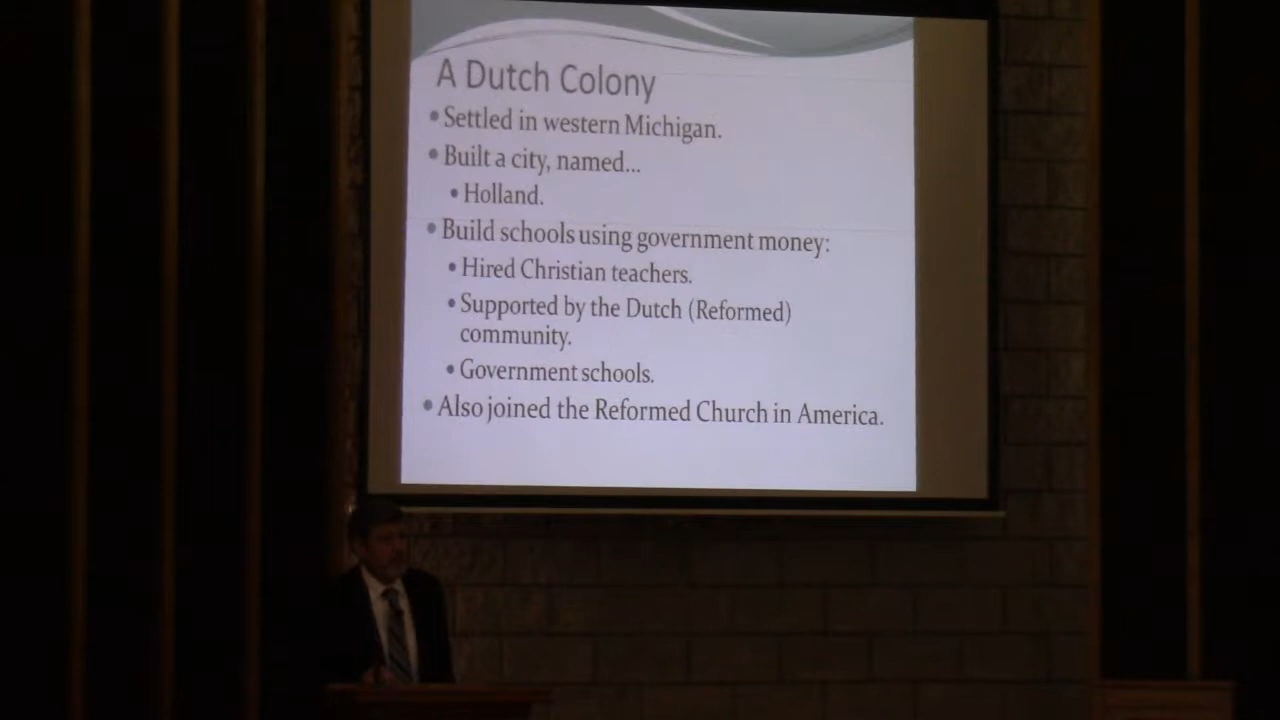 A Dutch Colony
• Settled in western Michigan.
• Built a city, named...
• Holland.
• Build schools using government money:
• Hired Christian teachers.
• Supported by the Dutch (Reformed)
community.
• Government schools.
• Also joined the Reformed Church in America.